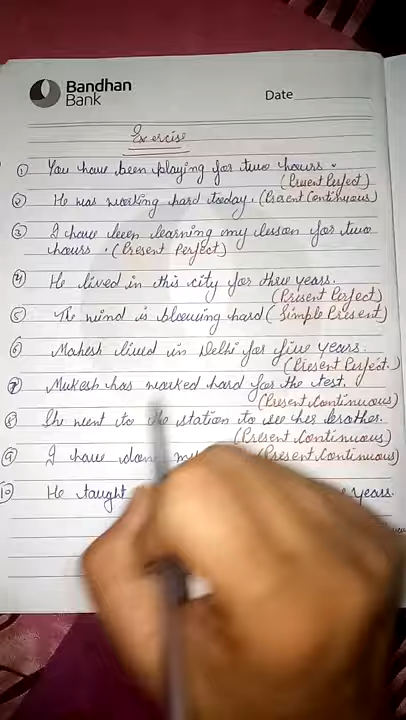 Bandhan
Bank
Date
Exercise
① You have been playing for two hours.
(Present Perfect)
② He was working hard today. (Present Continuous)
③ I have been learning my lesson for two
hours. (Present Perfect)
④ He lived in this city for three years.
(Present Perfect)
⑤ The wind is blowing hard (Simple Present)
⑥ Mahesh lived in Delhi for five years.
(Present Perfect.)
⑦ Mukesh has worked hard for the test.
(Present Continuous)
⑧ She went to the station to see her brother.
(Present Continuous)
⑨ I have (Present Continuous)
⑩ He taught years.